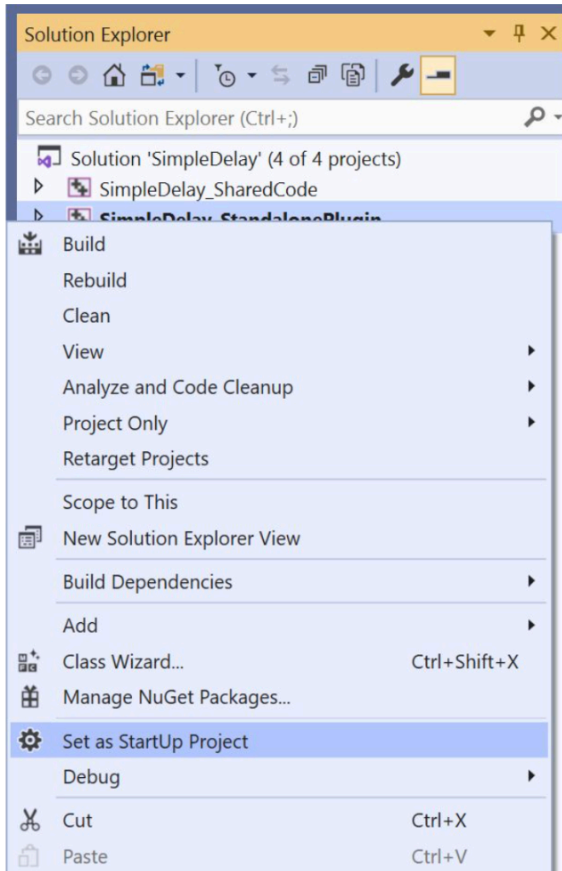 Solution Explorer
Search Solution Explorer (Ctrl+;)
Solution 'SimpleDelay' (4 of 4 projects)
SimpleDelay_SharedCode
SimpleDelay_StandalonePlugin
Build
Rebuild
Clean
View
Analyze and Code Cleanup
Project Only
Retarget Projects
Scope to This
New Solution Explorer View
Build Dependencies
Add
Class Wizard... Ctrl+Shift+X
Manage NuGet Packages...
Set as StartUp Project
Debug
Cut Ctrl+X
Paste Ctrl+V